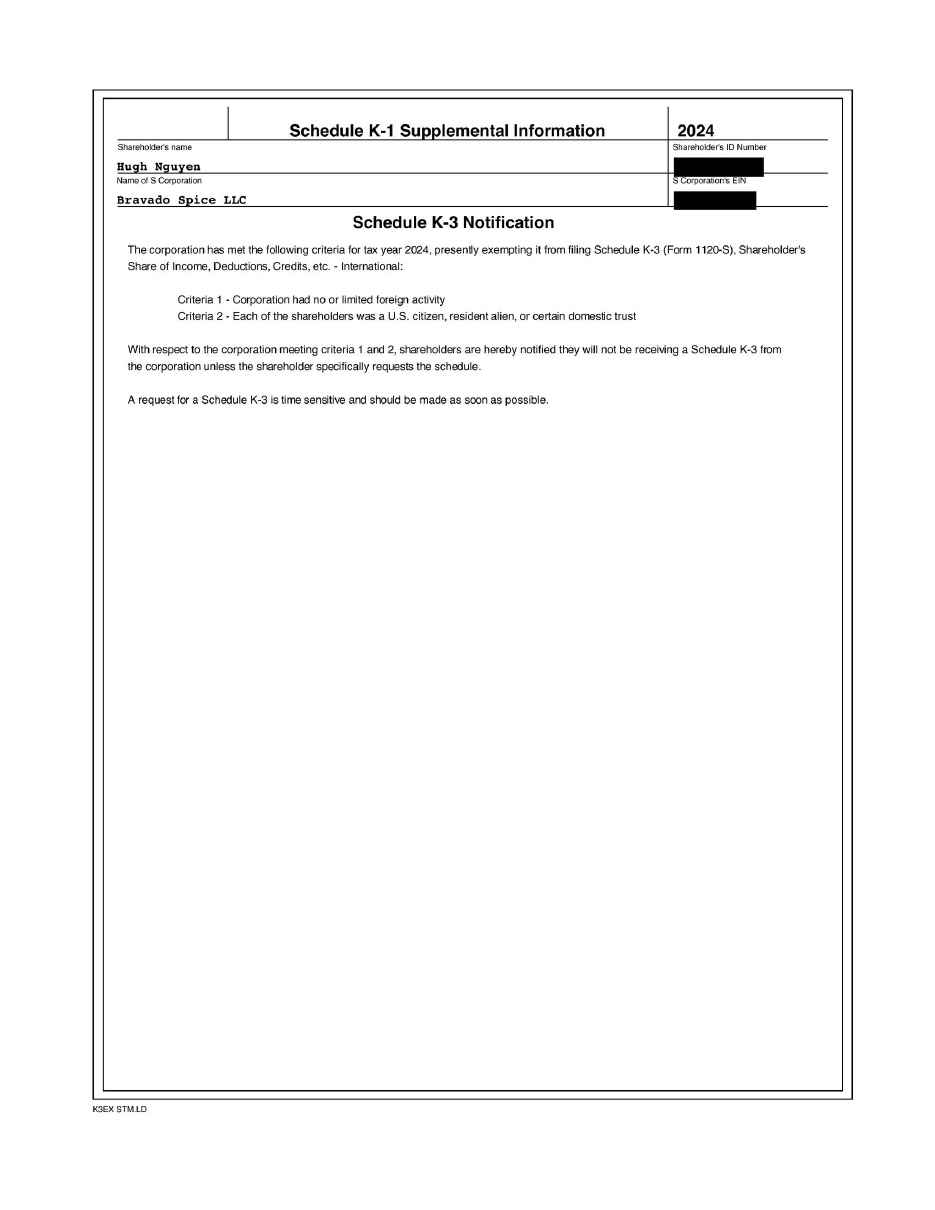 Schedule K-1 Supplemental Information
2024
Shareholder's name
Shareholder's ID Number
Hugh Nguyen
Name of S Corporation
S Corporation's EIN
Bravado Spice LLC
Schedule K-3 Notification
The corporation has met the following criteria for tax year 2024, presently exempting it from filing Schedule K-3 (Form 1120-S), Shareholder's
Share of Income, Deductions, Credits, etc. - International:
Criteria 1 - Corporation had no or limited foreign activity
Criteria 2 - Each of the shareholders was a U.S. citizen, resident alien, or certain domestic trust
With respect to the corporation meeting criteria 1 and 2, shareholders are hereby notified they will not be receiving a Schedule K-3 from
the corporation unless the shareholder specifically requests the schedule.
A request for a Schedule K-3 is time sensitive and should be made as soon as possible.
K3EX STM.LD